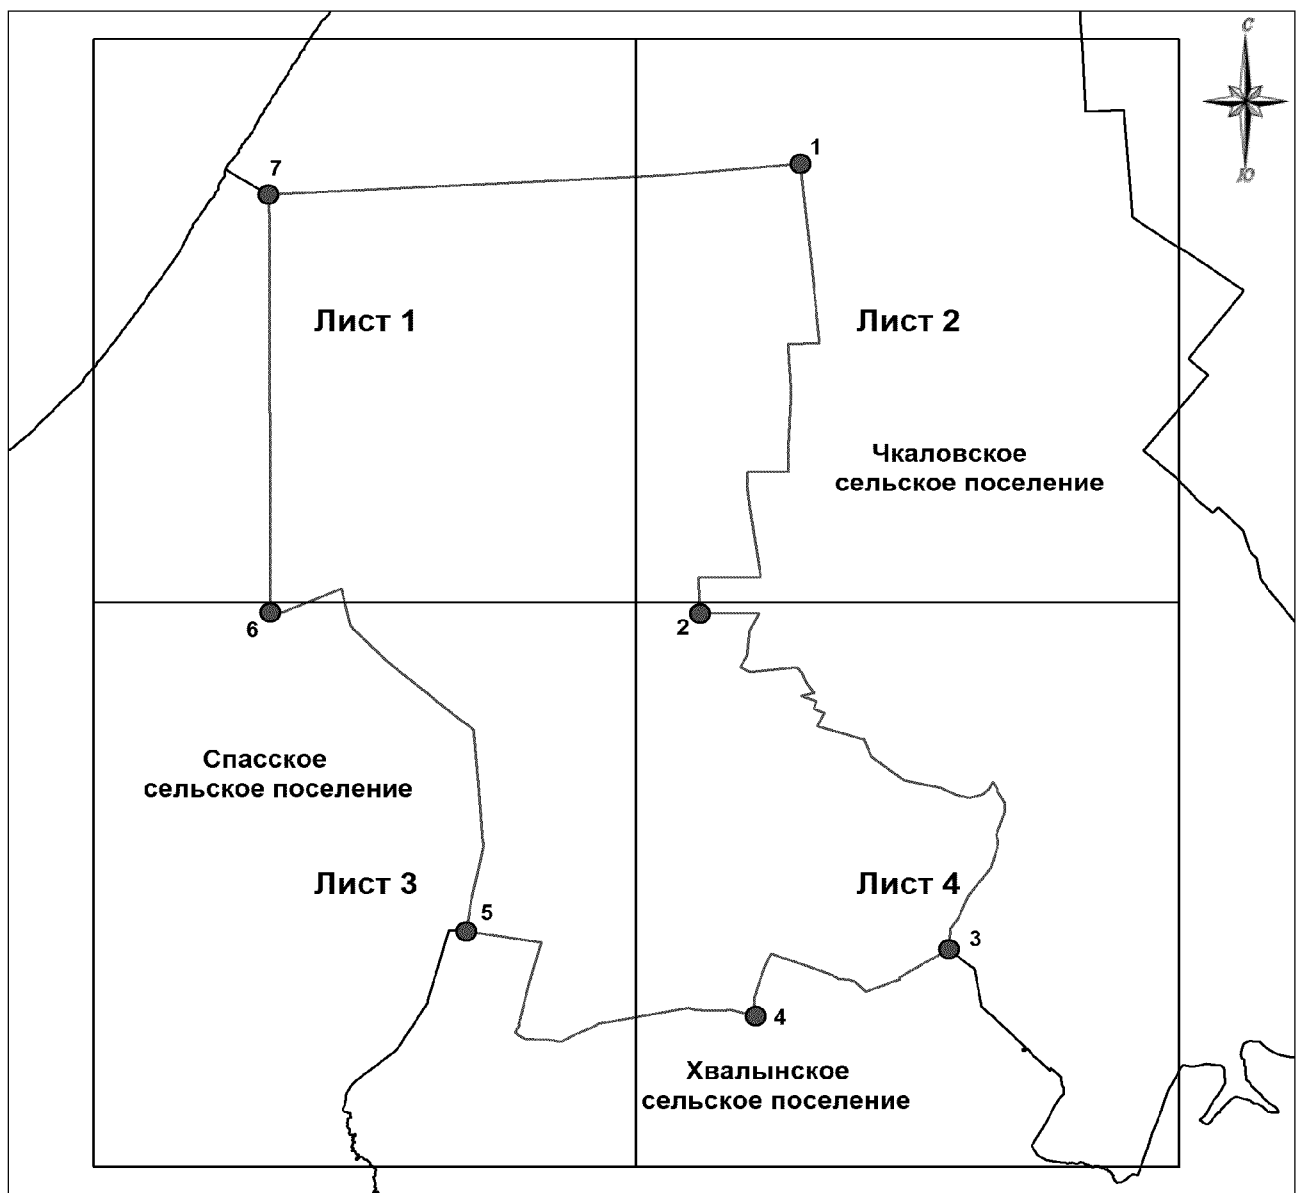 С
Ю
1
7
Лист 1
Лист 2
Чкаловское
сельское поселение
6
2
Спасское
сельское поселение
Лист 3
Лист 4
5
3
4
Хвалынское
сельское поселение